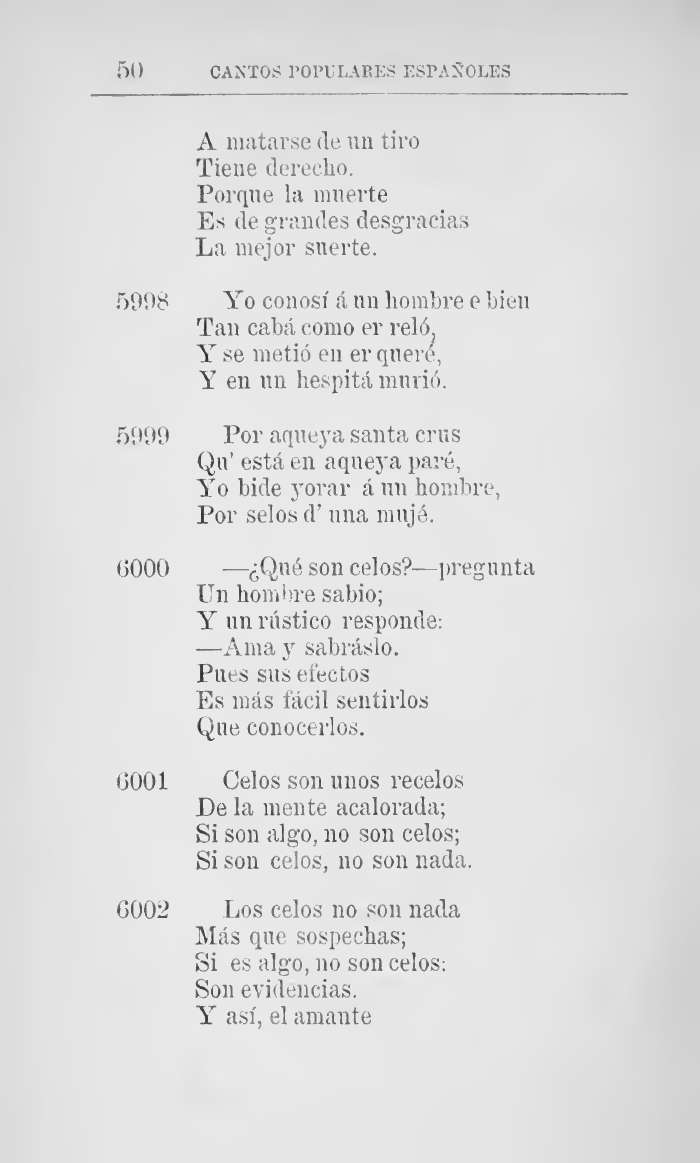 50 CANTOS POPULARES ESPAÑOLES
A matarse de un tiro
Tiene derecho.
Porque la muerte
Es de grandes desgracias
La mejor suerte.
5998 Yo conosí á un hombre e bien
Tan cabá como er reló,
Y se metió en er queré,
Y en un hespitá murió.
5999 Por aqueya santa crus
Qu' está en aqueya paré,
Yo bide yorar á un hombre,
Por selos d' una mujé.
6000 —¿Qué son celos?—pregunta
Un hombre sabio;
Y un rústico responde:
—Ama y sabráslo.
Pues sus efectos
Es más fácil sentirlos
Que conocerlos.
6001 Celos son unos recelos
De la mente acalorada;
Si son algo, no son celos;
Si son celos, no son nada.
6002 Los celos no son nada
Más que sospechas;
Si es algo, no son celos:
Son evidencias.
Y así, el amante